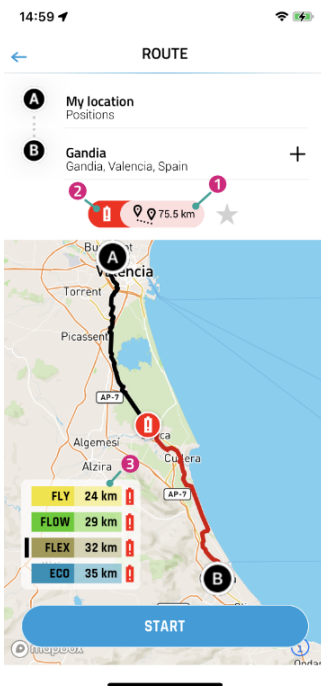 14:59
ROUTE
A
My location
Positions
B
Gandia
Gandia, Valencia, Spain
2
1
75.5 km
A
Valencia
Torrent
Picassent
AP-7
Algemesí
Cullera
Alzira
3
AP-7
FLY 24 km
FLOW 29 km
FLEX 32 km
ECO 35 km
B
START
mapbox